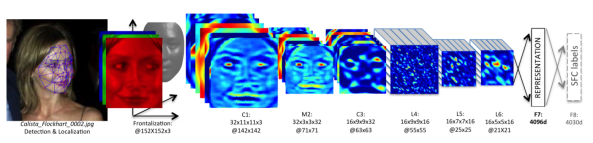 Calista_Flockhart_0002.jpg
Detection & Localization
Frontalization:
@152X152x3
C1:
32x11x11x3
@142x142
M2:
32x3x3x32
@71x71
C3:
16x9x9x32
@63x63
L4:
16x9x9x16
@55x55
L5:
16x7x7x16
@25x25
L6:
16x5x5x16
@21X21
REPRESENTATION
F7:
4096d
SFC labels
F8:
4030d